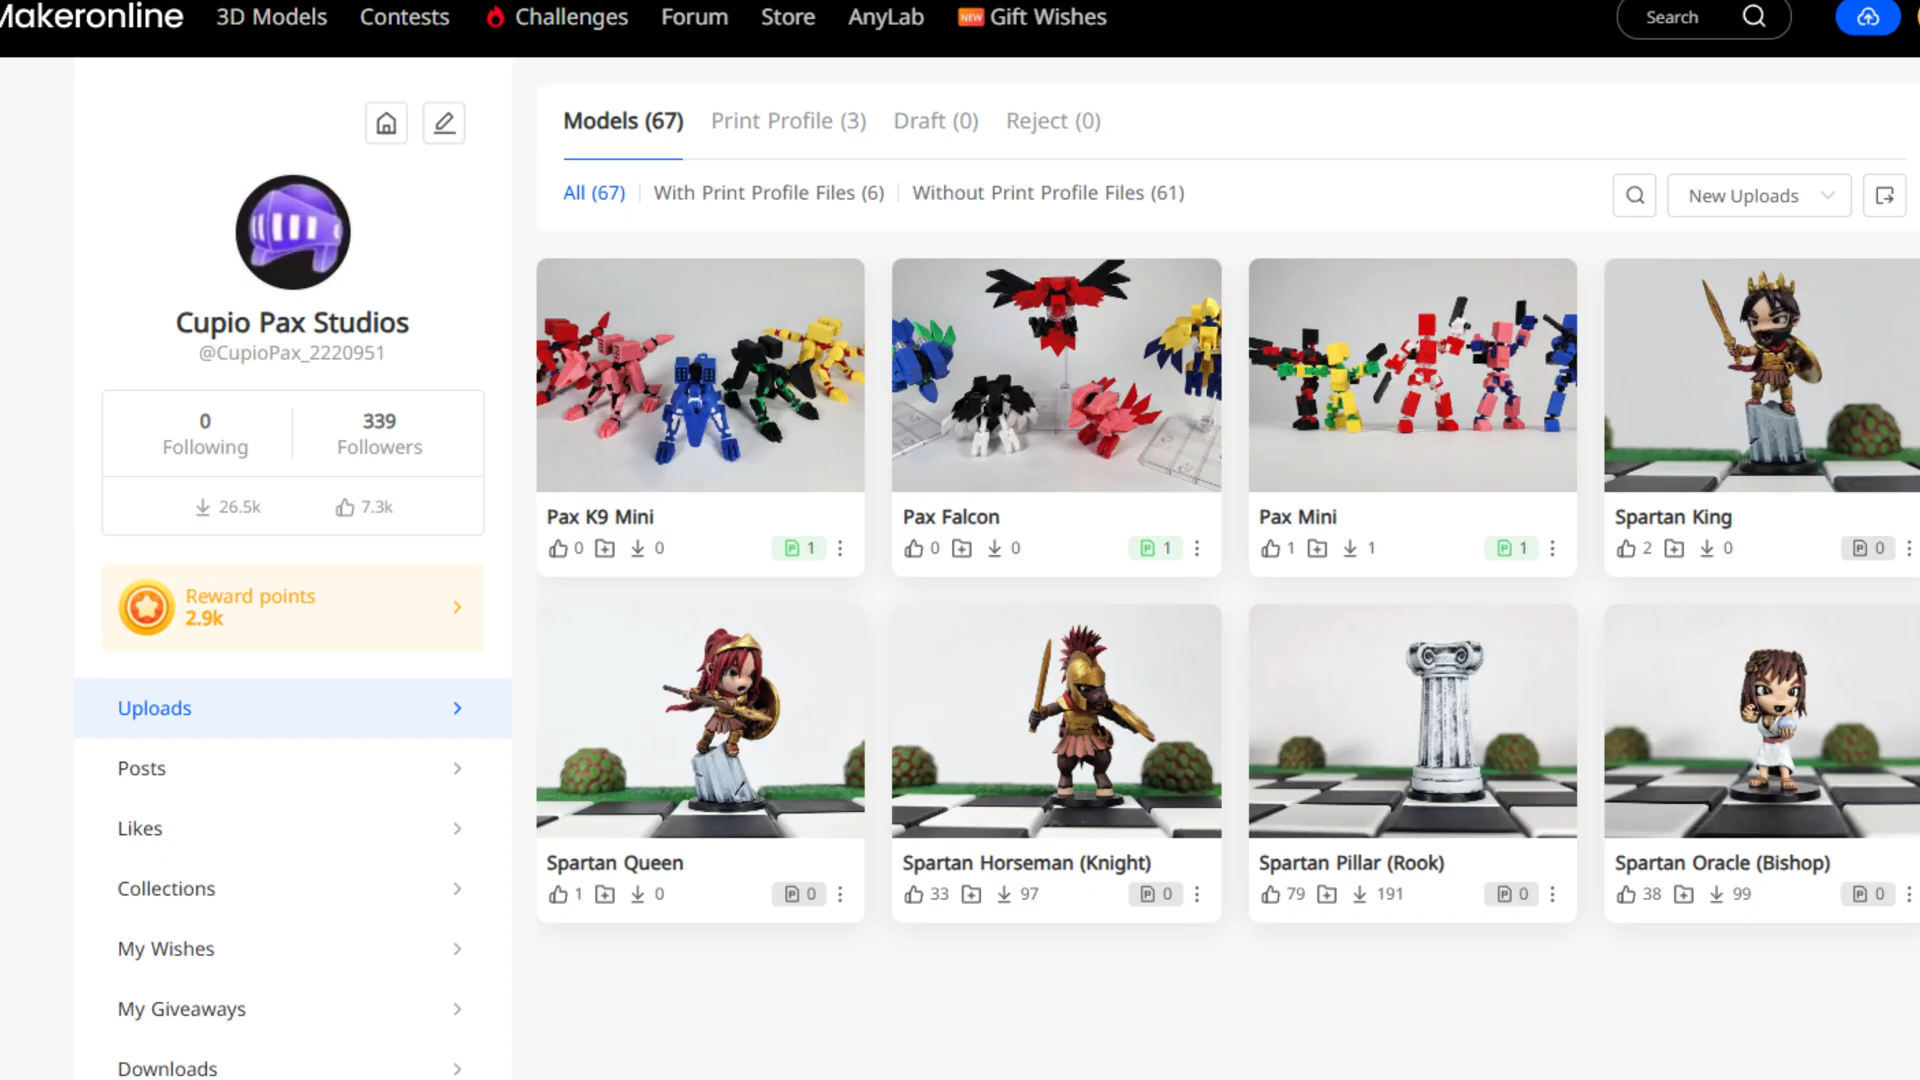 Makeronline
3D Models
Contests
Challenges
Forum
Store
AnyLab
NEW Gift Wishes
Search
Cupio Pax Studios
@CupioPax_2220951
0
Following
339
Followers
26.5k
7.3k
Reward points
2.9k
Uploads
Posts
Likes
Collections
My Wishes
My Giveaways
Downloads
Models (67)
Print Profile (3)
Draft (0)
Reject (0)
All (67)
With Print Profile Files (6)
Without Print Profile Files (61)
New Uploads
Pax K9 Mini
0 0 P 1
Pax Falcon
0 0 P 1
Pax Mini
1 1 P 1
Spartan King
2 0 P 0
Spartan Queen
1 0 P 0
Spartan Horseman (Knight)
33 97 P 0
Spartan Pillar (Rook)
79 191 P 0
Spartan Oracle (Bishop)
38 99 P 0